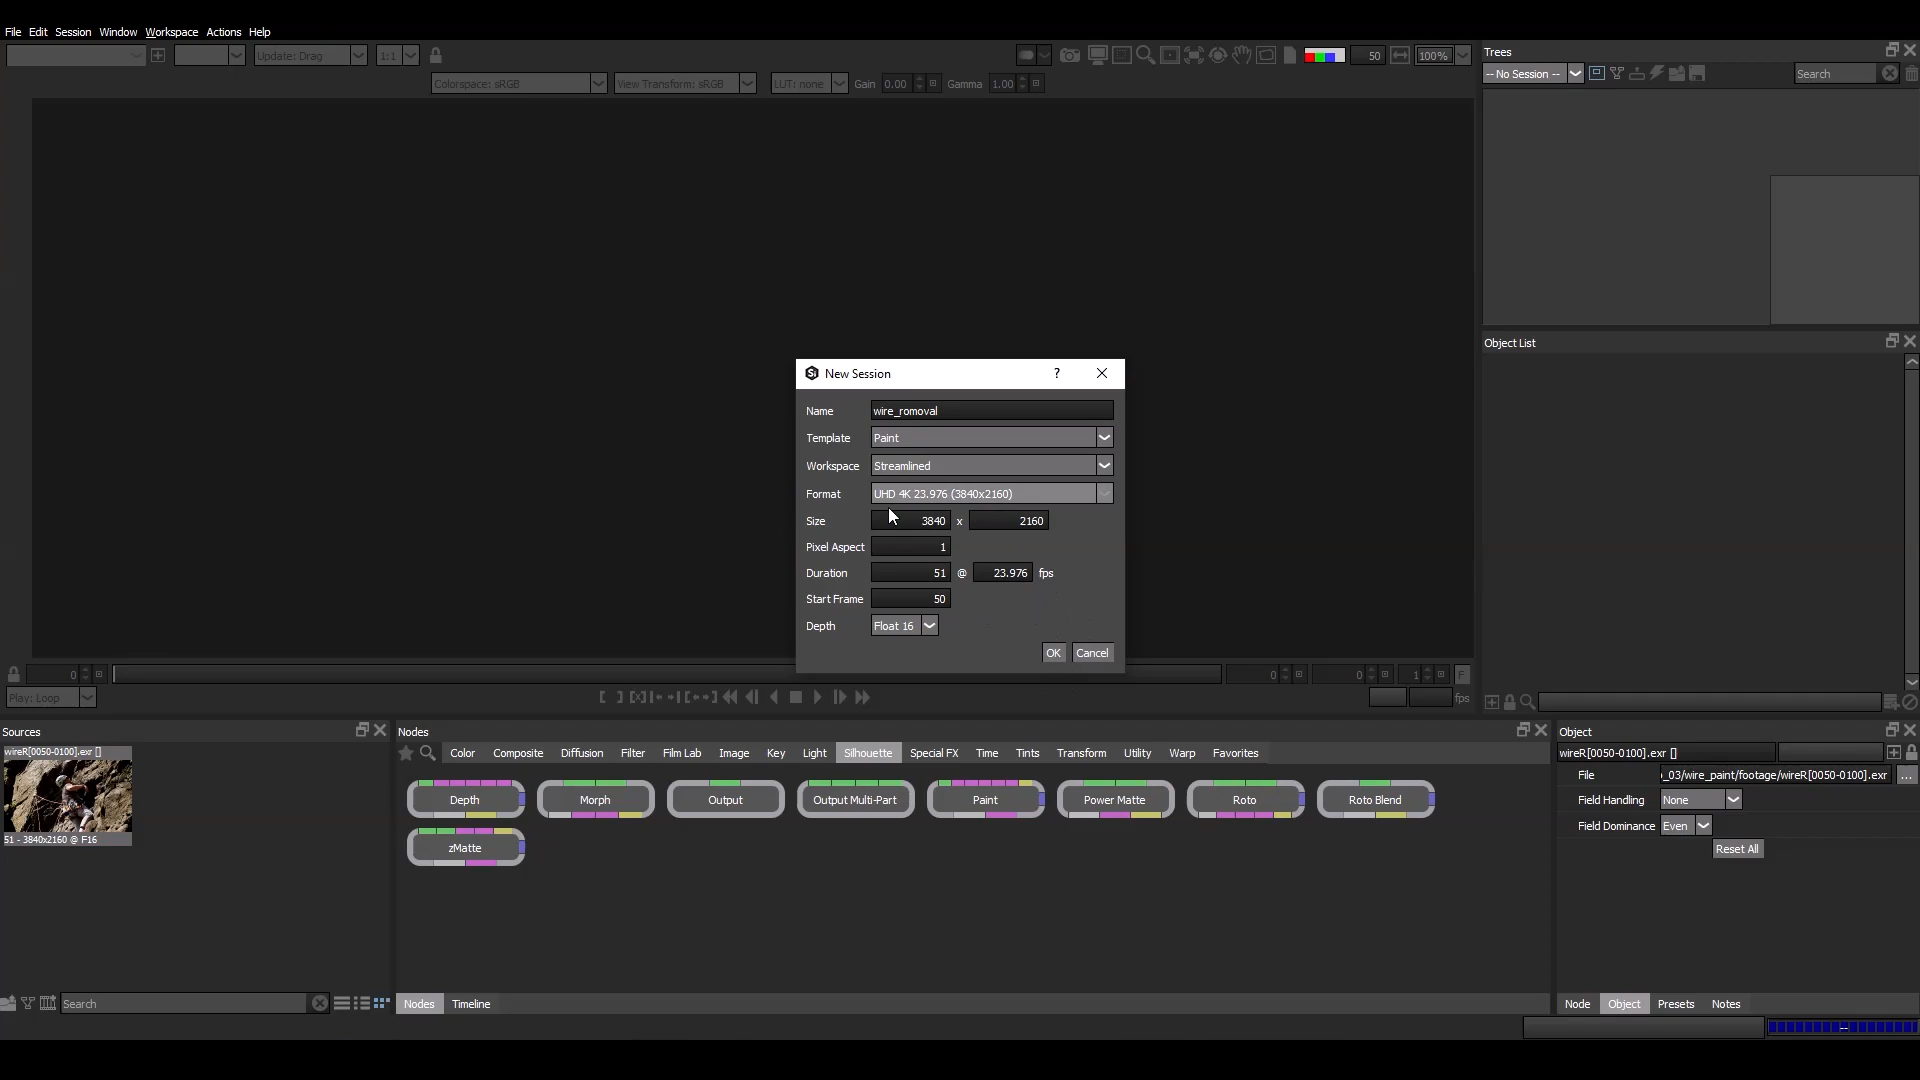 File Edit Session Window Workspace Actions Help
Update: Drag 1:1 50 100%
Colorspace: sRGB View Transform: sRGB LUT: none Gain 0.00 Gamma 1.00
Trees
-- No Session -- Search
Object List
New Session ?
Name wire_romoval
Template Paint
Workspace Streamlined
Format UHD 4K 23.976 (3840x2160)
Size 3840 x 2160
Pixel Aspect 1
Duration 51 @ 23.976 fps
Start Frame 50
Depth Float 16
OK Cancel
0 0 0 1 F
Play: Loop fps
Sources
wireR[0050-0100].exr []
51 - 3840x2160 @ F16
Search
Nodes
Color Composite Diffusion Filter Film Lab Image Key Light Silhouette Special FX Time Tints Transform Utility Warp Favorites
Depth Morph Output Output Multi-Part Paint Power Matte Roto Roto Blend
zMatte
Nodes Timeline
Object
wireR[0050-0100].exr []
File _03/wire_paint/footage/wireR[0050-0100].exr ...
Field Handling None
Field Dominance Even
Reset All
Node Object Presets Notes
--